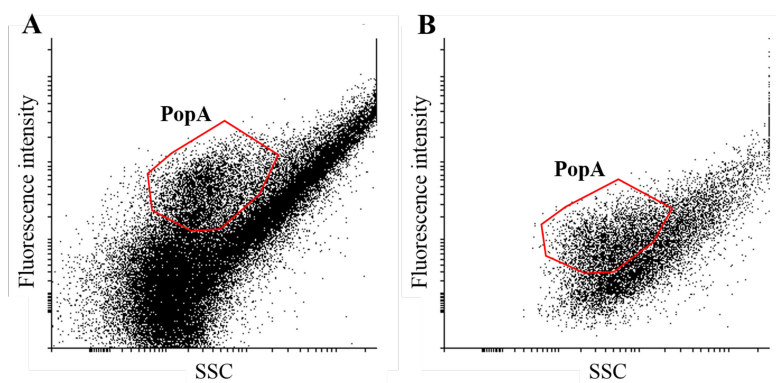 A
PopA
Fluorescence intensity
SSC
B
PopA
Fluorescence intensity
SSC